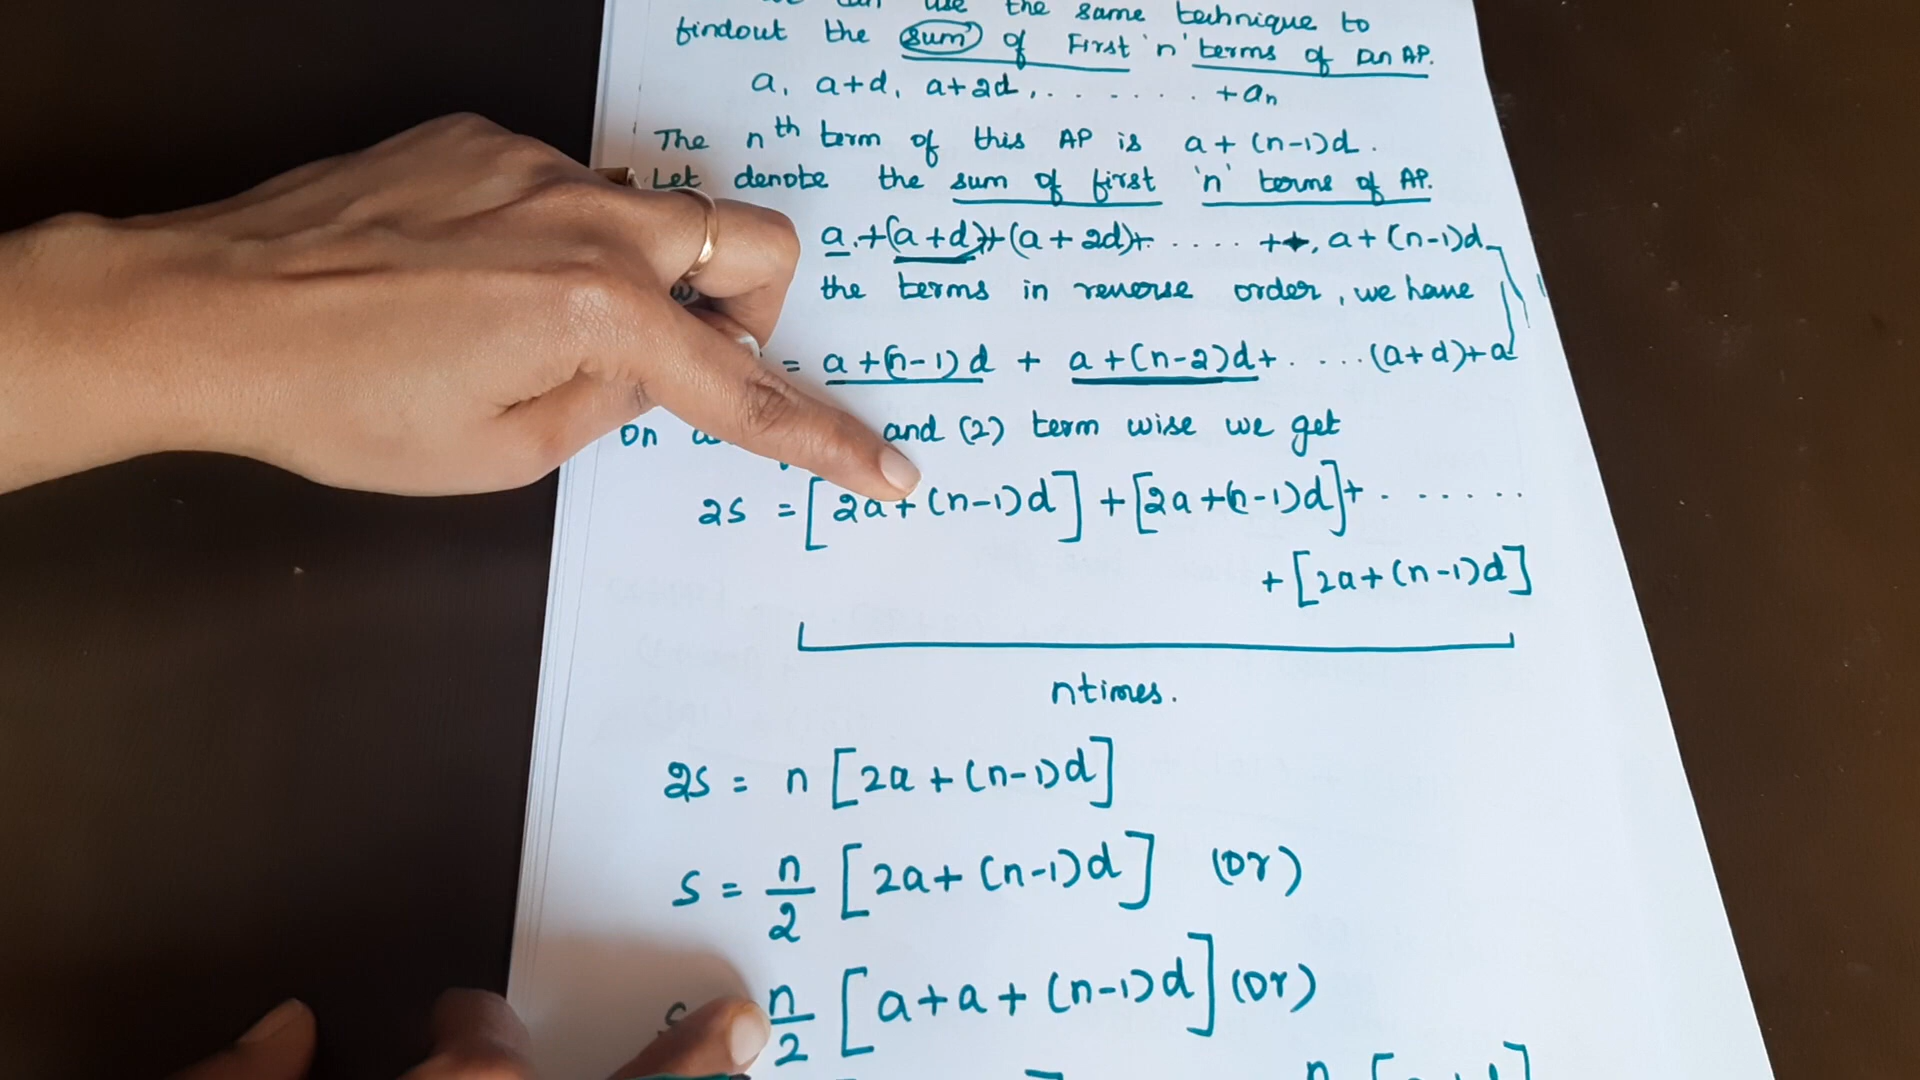 can use the same technique to
findout the sum of First 'n' terms of an AP.
a, a+d, a+2d, . . . . . . . +an
The nth term of this AP is a + (n-1)d.
Let denote the sum of first 'n' terms of AP.
a + (a+d) + (a + 2d)+ . . . . + +, a + (n-1)d
the terms in reverse order, we have
= a + (n-1) d + a + (n-2)d + . . . . (a+d)+a
On and (2) term wise we get
2s = [2a + (n-1)d] + [2a + (n-1)d] + . . . . . .
+ [2a + (n-1)d]
n times.
2s = n [2a + (n-1)d]
S = n/2 [2a + (n-1)d] (or)
n/2 [a+a + (n-1)d] (or)